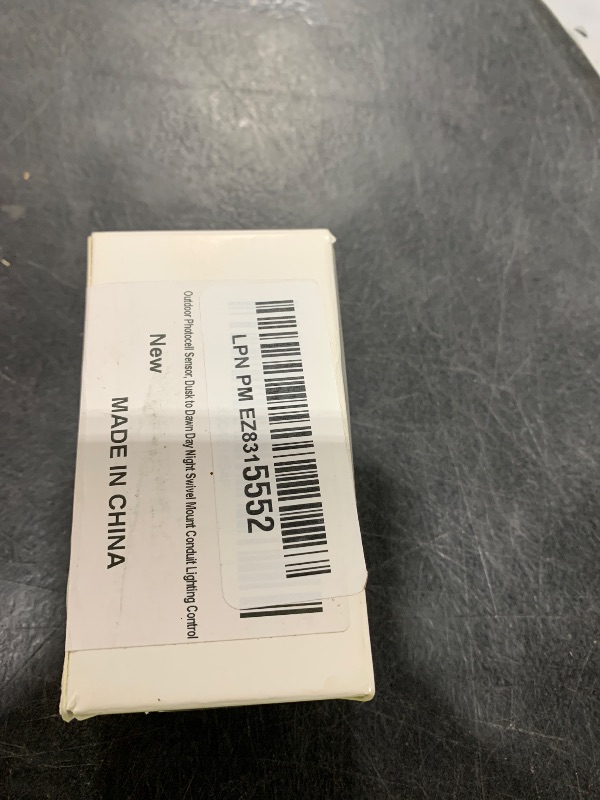 LPN PM EZ8315552
Outdoor Photocell Sensor, Dusk to Dawn Day Night Swivel Mount Conduit Lighting Control
New
MADE IN CHINA